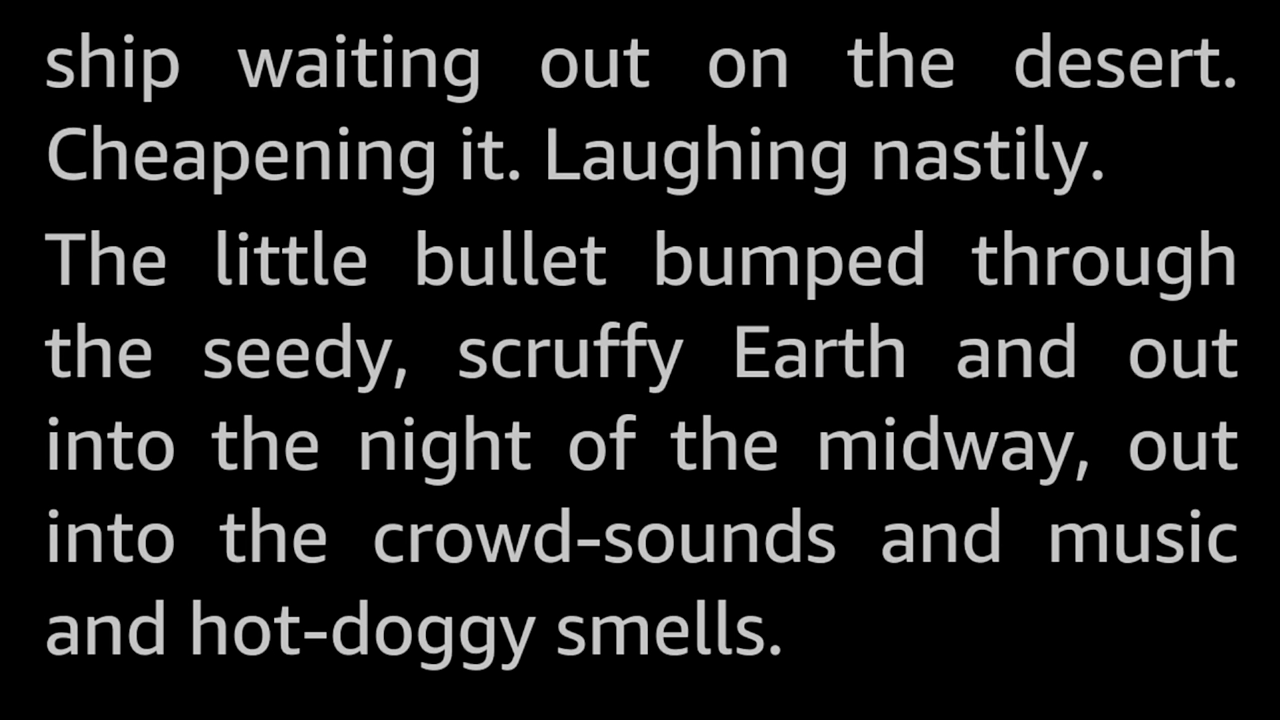 ship waiting out on the desert.
Cheapening it. Laughing nastily.
The little bullet bumped through
the seedy, scruffy Earth and out
into the night of the midway, out
into the crowd-sounds and music
and hot-doggy smells.